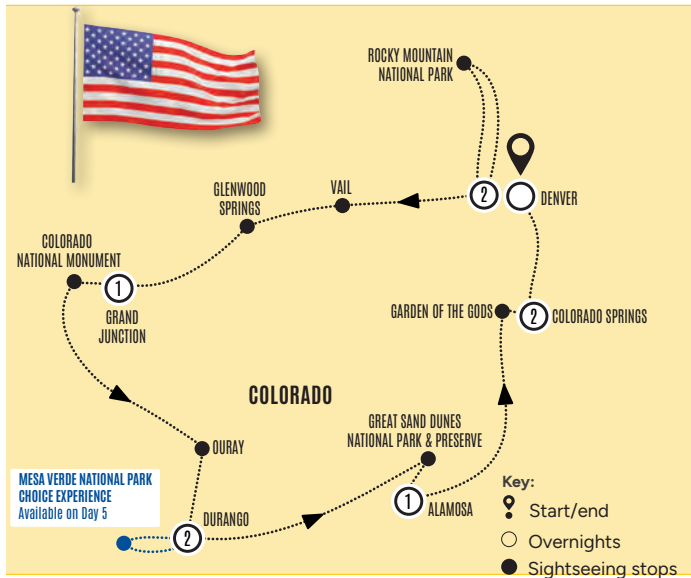 ROCKY MOUNTAIN
NATIONAL PARK
2
DENVER
VAIL
GLENWOOD
SPRINGS
COLORADO
NATIONAL MONUMENT
1
GRAND
JUNCTION
GARDEN OF THE GODS
2
COLORADO SPRINGS
COLORADO
GREAT SAND DUNES
NATIONAL PARK & PRESERVE
OURAY
MESA VERDE NATIONAL PARK
CHOICE EXPERIENCE
Available on Day 5
2
DURANGO
1
ALAMOSA
Key:
Start/end
Overnights
Sightseeing stops